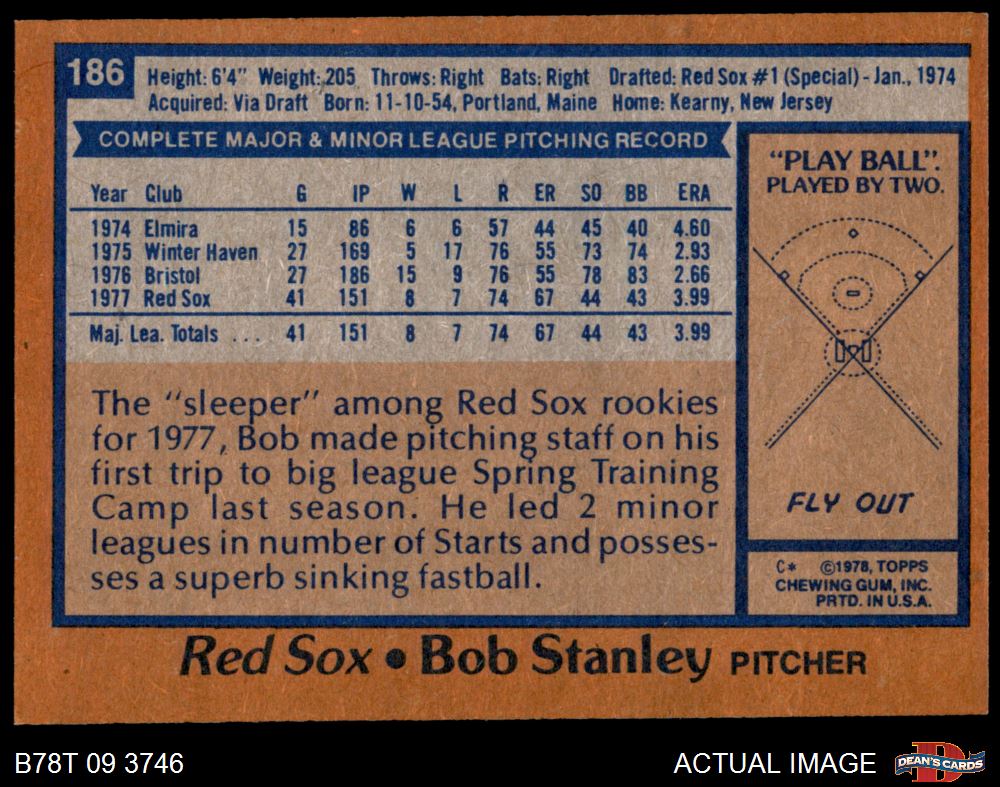 186
Height: 6'4" Weight: 205 Throws: Right Bats: Right Drafted: Red Sox #1 (Special) - Jan., 1974
Acquired: Via Draft Born: 11-10-54, Portland, Maine Home: Kearny, New Jersey
COMPLETE MAJOR & MINOR LEAGUE PITCHING RECORD
Year Club G IP W L R ER SO BB ERA
1974 Elmira 15 86 6 6 57 44 45 40 4.60
1975 Winter Haven 27 169 5 17 76 55 73 74 2.93
1976 Bristol 27 186 15 9 76 55 78 83 2.66
1977 Red Sox 41 151 8 7 74 67 44 43 3.99
Maj. Lea. Totals ... 41 151 8 7 74 67 44 43 3.99
The "sleeper" among Red Sox rookies
for 1977, Bob made pitching staff on his
first trip to big league Spring Training
Camp last season. He led 2 minor
leagues in number of Starts and posses-
ses a superb sinking fastball.
"PLAY BALL".
PLAYED BY TWO.
FLY OUT
C* ©1978, TOPPS
CHEWING GUM, INC.
PRTD. IN U.S.A.
Red Sox • Bob Stanley PITCHER
B78T 09 3746
ACTUAL IMAGE
D
DEAN'S CARDS